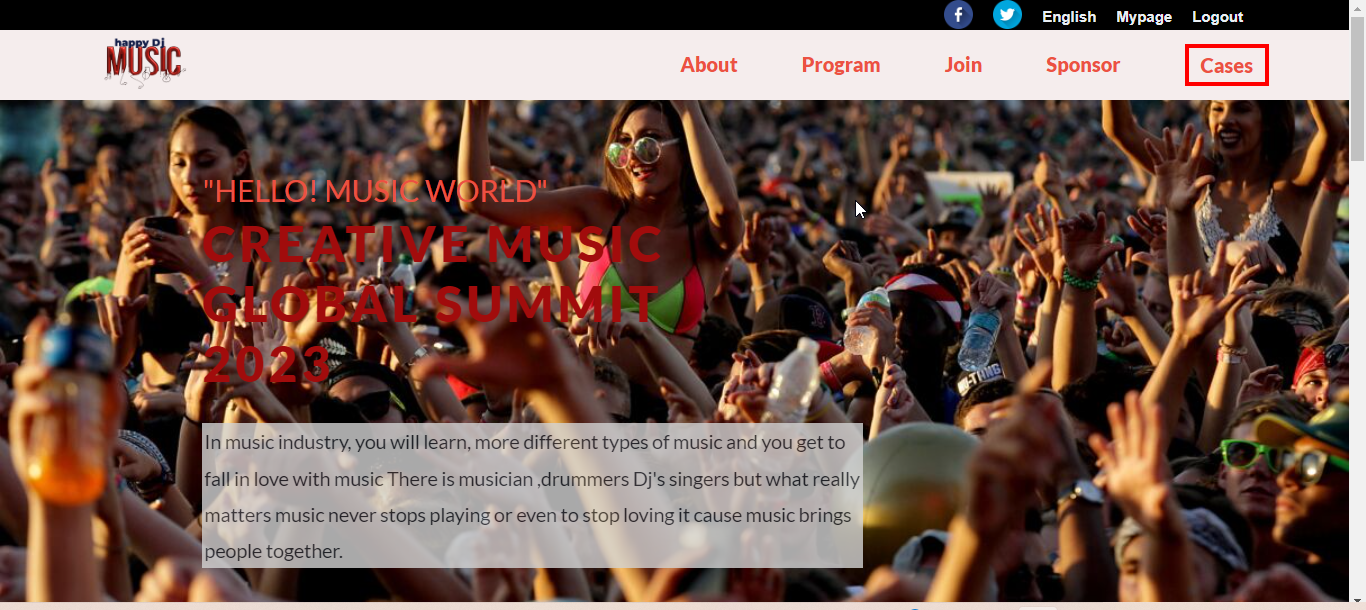 English Mypage Logout
happy Dj
MUSIC
About Program Join Sponsor Cases
"HELLO! MUSIC WORLD"
CREATIVE MUSIC
GLOBAL SUMMIT
2023
In music industry, you will learn, more different types of music and you get to
fall in love with music There is musician ,drummers Dj's singers but what really
matters music never stops playing or even to stop loving it cause music brings
people together.